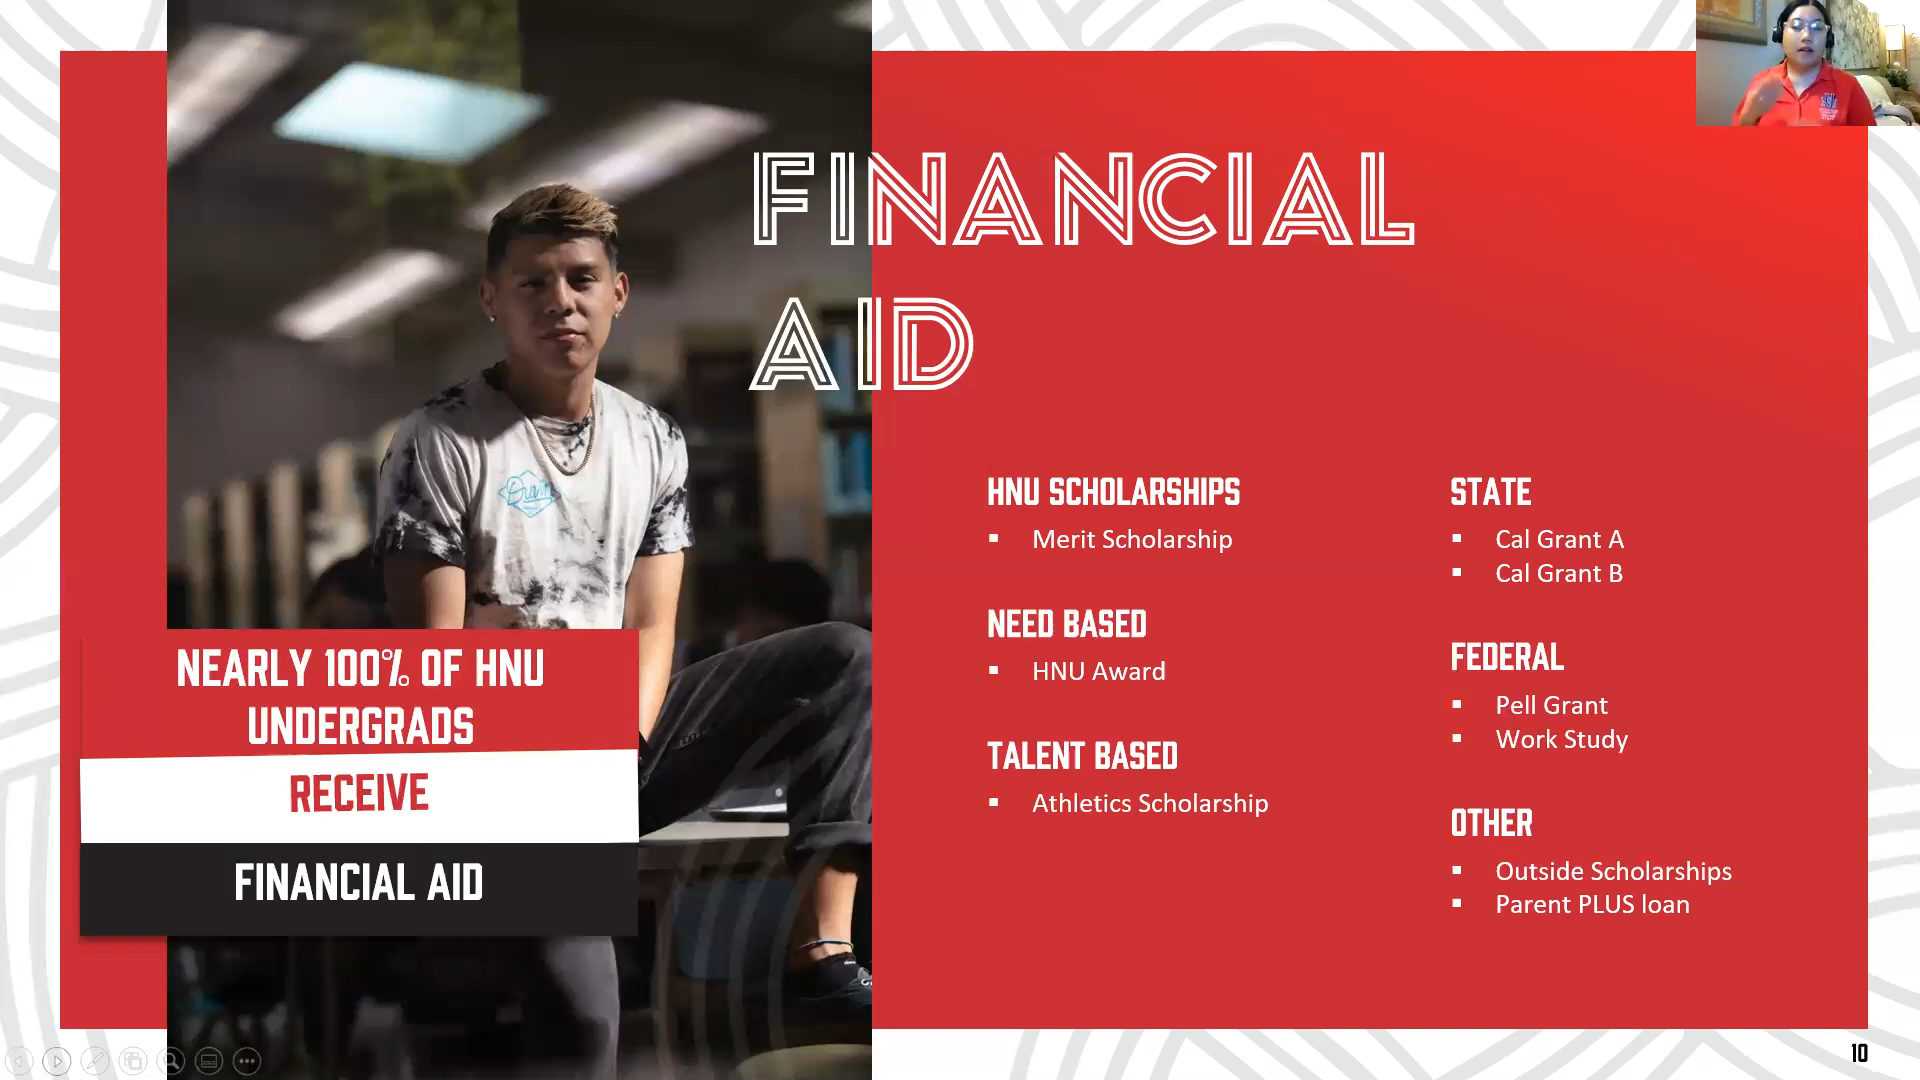 FINANCIAL
AID
NEARLY 100% OF HNU
UNDERGRADS
RECEIVE
FINANCIAL AID
HNU SCHOLARSHIPS
▪ Merit Scholarship
NEED BASED
▪ HNU Award
TALENT BASED
▪ Athletics Scholarship
STATE
▪ Cal Grant A
▪ Cal Grant B
FEDERAL
▪ Pell Grant
▪ Work Study
OTHER
▪ Outside Scholarships
▪ Parent PLUS loan
10